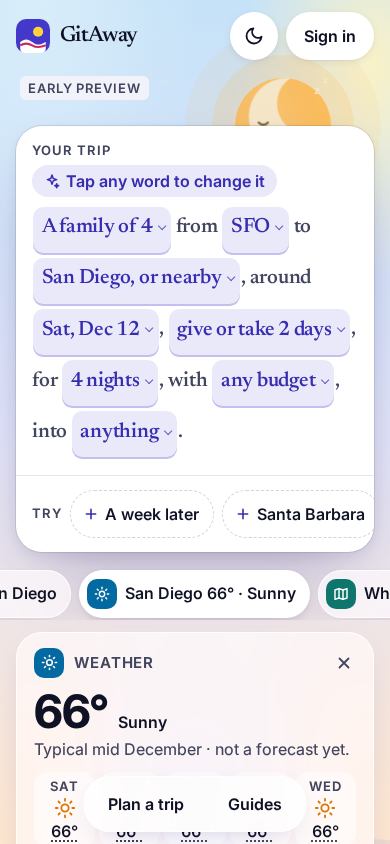 GitAway
Sign in
EARLY PREVIEW
YOUR TRIP
Tap any word to change it
A family of 4 from SFO to
San Diego, or nearby, around
Sat, Dec 12, give or take 2 days,
for 4 nights, with any budget,
into anything.
TRY + A week later + Santa Barbara
n Diego San Diego 66° · Sunny Wh
WEATHER
66° Sunny
Typical mid December · not a forecast yet.
SAT WED
Plan a trip Guides
66° 66°